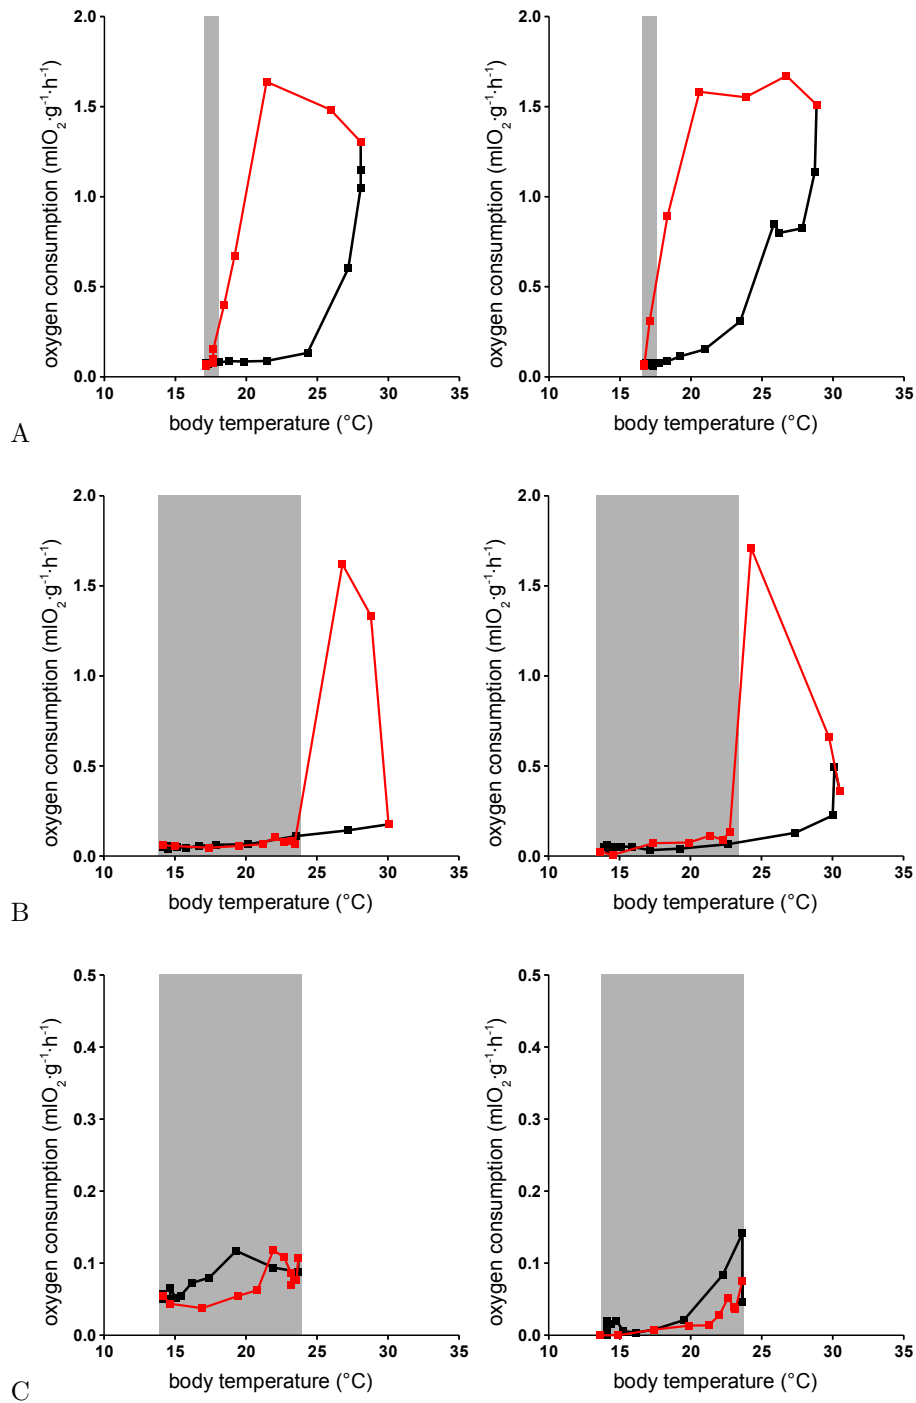 2.0 2.0
1.5 1.5
1.0 1.0
0.5 0.5
0.0 0.0
10 15 20 25 30 35 10 15 20 25 30 35
oxygen consumption (mlO₂·g⁻¹·h⁻¹) oxygen consumption (mlO₂·g⁻¹·h⁻¹)
body temperature (°C) body temperature (°C)
A
2.0 2.0
1.5 1.5
1.0 1.0
0.5 0.5
0.0 0.0
10 15 20 25 30 35 10 15 20 25 30 35
oxygen consumption (mlO₂·g⁻¹·h⁻¹) oxygen consumption (mlO₂·g⁻¹·h⁻¹)
body temperature (°C) body temperature (°C)
B
0.5 0.5
0.4 0.4
0.3 0.3
0.2 0.2
0.1 0.1
0.0 0.0
10 15 20 25 30 35 10 15 20 25 30 35
oxygen consumption (mlO₂·g⁻¹·h⁻¹) oxygen consumption (mlO₂·g⁻¹·h⁻¹)
body temperature (°C) body temperature (°C)
C